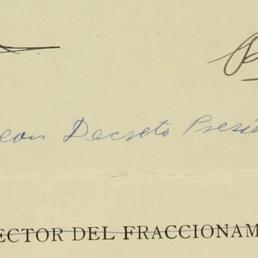 con Decreto Presi
ECTOR DEL FRACCIONAM